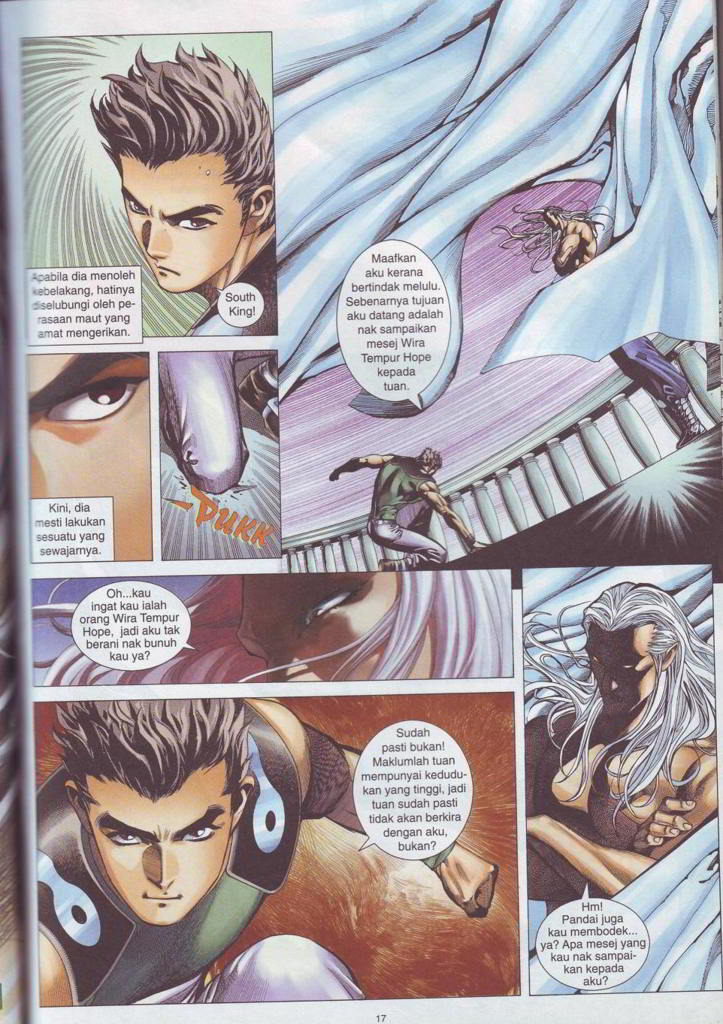 Apabila dia menoleh
kebelakang, hatinya
diselubungi oleh pe-
rasaan maut yang
amat mengerikan.
South
King!
Maafkan
aku kerana
bertindak melulu.
Sebenarnya tujuan
aku datang adalah
nak sampaikan
mesej Wira
Tempur Hope
kepada
tuan.
Kini, dia
mesti lakukan
sesuatu yang
sewajarnya.
DUKK
Oh...kau
ingat kau ialah
orang Wira Tempur
Hope, jadi aku tak
berani nak bunuh
kau ya?
Sudah
pasti bukan!
Maklumlah tuan
mempunyai kedudu-
kan yang tinggi, jadi
tuan sudah pasti
tidak akan berkira
dengan aku,
bukan?
Hm!
Pandai juga
kau membodek...
ya? Apa mesej yang
kau nak sampai-
kan kepada
aku?
17